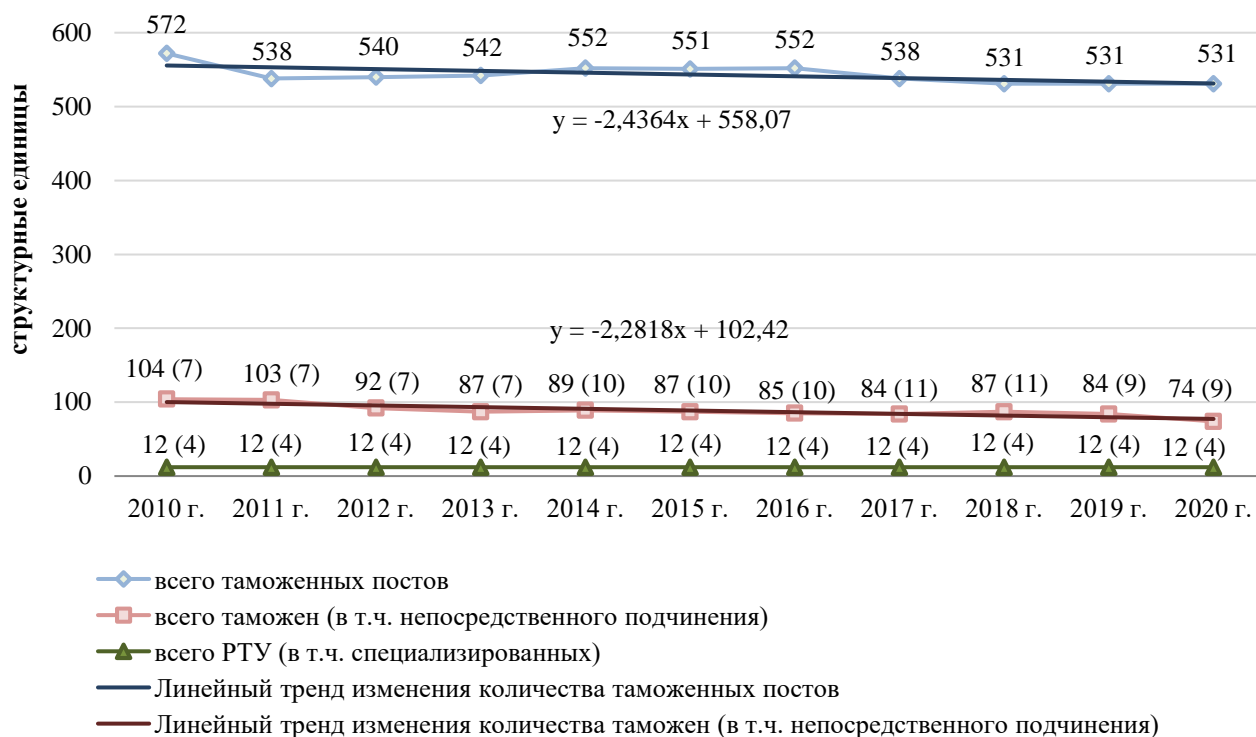 структурные единицы
600
500
400
300
200
100
0
572 538 540 542 552 551 552 538 531 531 531
y = -2,4364x + 558,07
y = -2,2818x + 102,42
104 (7) 103 (7) 92 (7) 87 (7) 89 (10) 87 (10) 85 (10) 84 (11) 87 (11) 84 (9) 74 (9)
12 (4) 12 (4) 12 (4) 12 (4) 12 (4) 12 (4) 12 (4) 12 (4) 12 (4) 12 (4) 12 (4)
2010 г. 2011 г. 2012 г. 2013 г. 2014 г. 2015 г. 2016 г. 2017 г. 2018 г. 2019 г. 2020 г.
всего таможенных постов
всего таможен (в т.ч. непосредственного подчинения)
всего РТУ (в т.ч. специализированных)
Линейный тренд изменения количества таможенных постов
Линейный тренд изменения количества таможен (в т.ч. непосредственного подчинения)